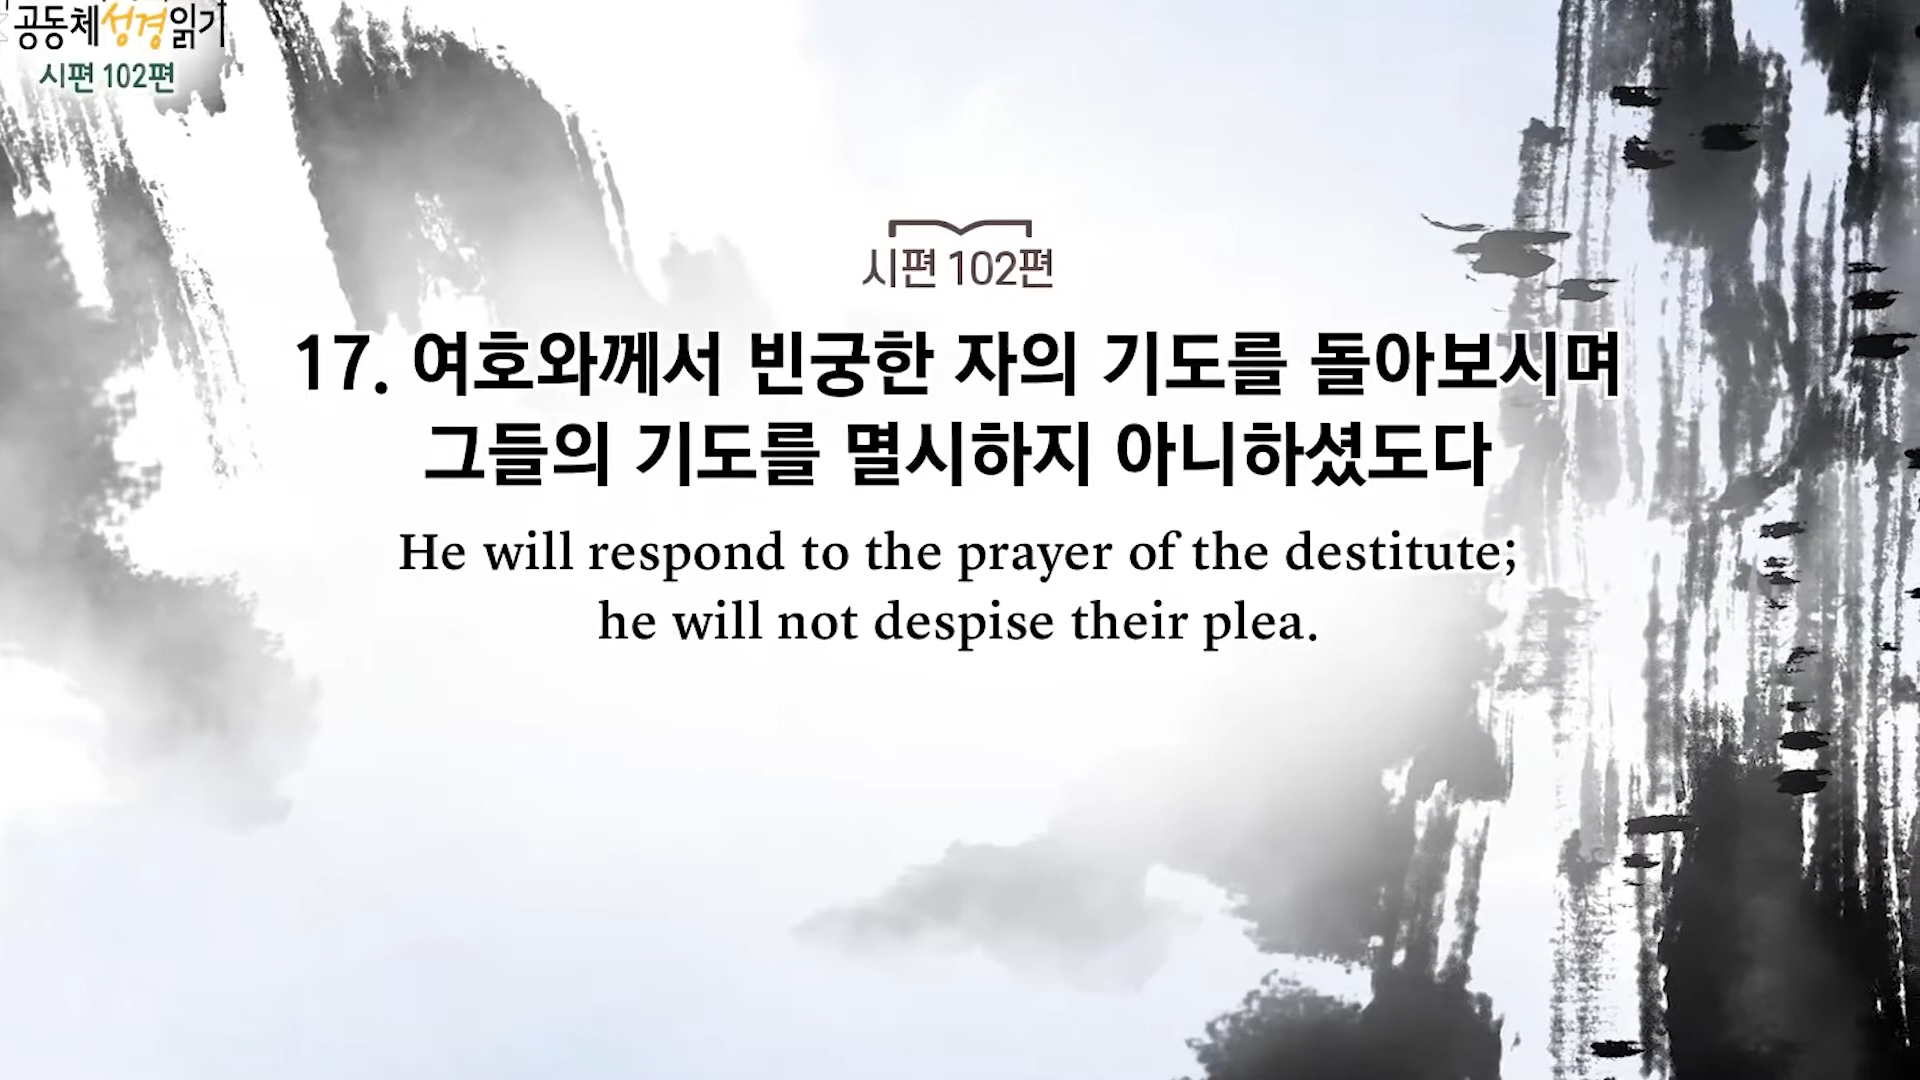 공동체성경읽기
시편 102편
시편 102편
17. 여호와께서 빈궁한 자의 기도를 돌아보시며
그들의 기도를 멸시하지 아니하셨도다
He will respond to the prayer of the destitute;
he will not despise their plea.